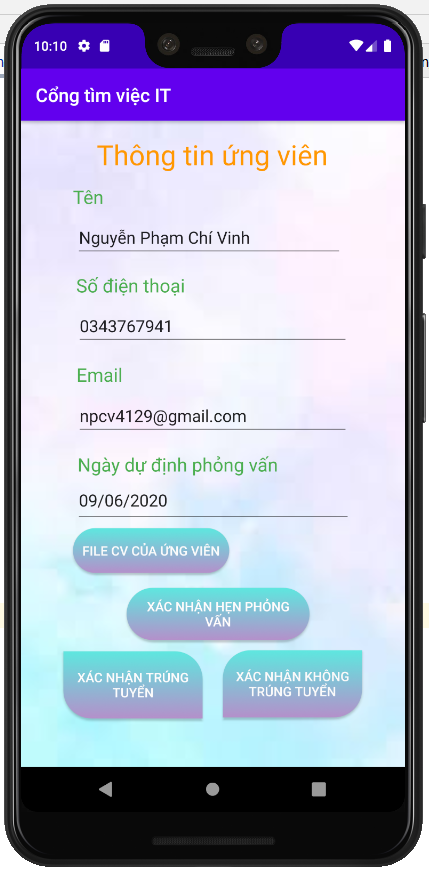 10:10
Cổng tìm việc IT
Thông tin ứng viên
Tên
Nguyễn Phạm Chí Vinh
Số điện thoại
0343767941
Email
npcv4129@gmail.com
Ngày dự định phỏng vấn
09/06/2020
FILE CV CỦA ỨNG VIÊN
XÁC NHẬN HẸN PHỎNG
VẤN
XÁC NHẬN TRÚNG
TUYỂN
XÁC NHẬN KHÔNG
TRÚNG TUYỂN